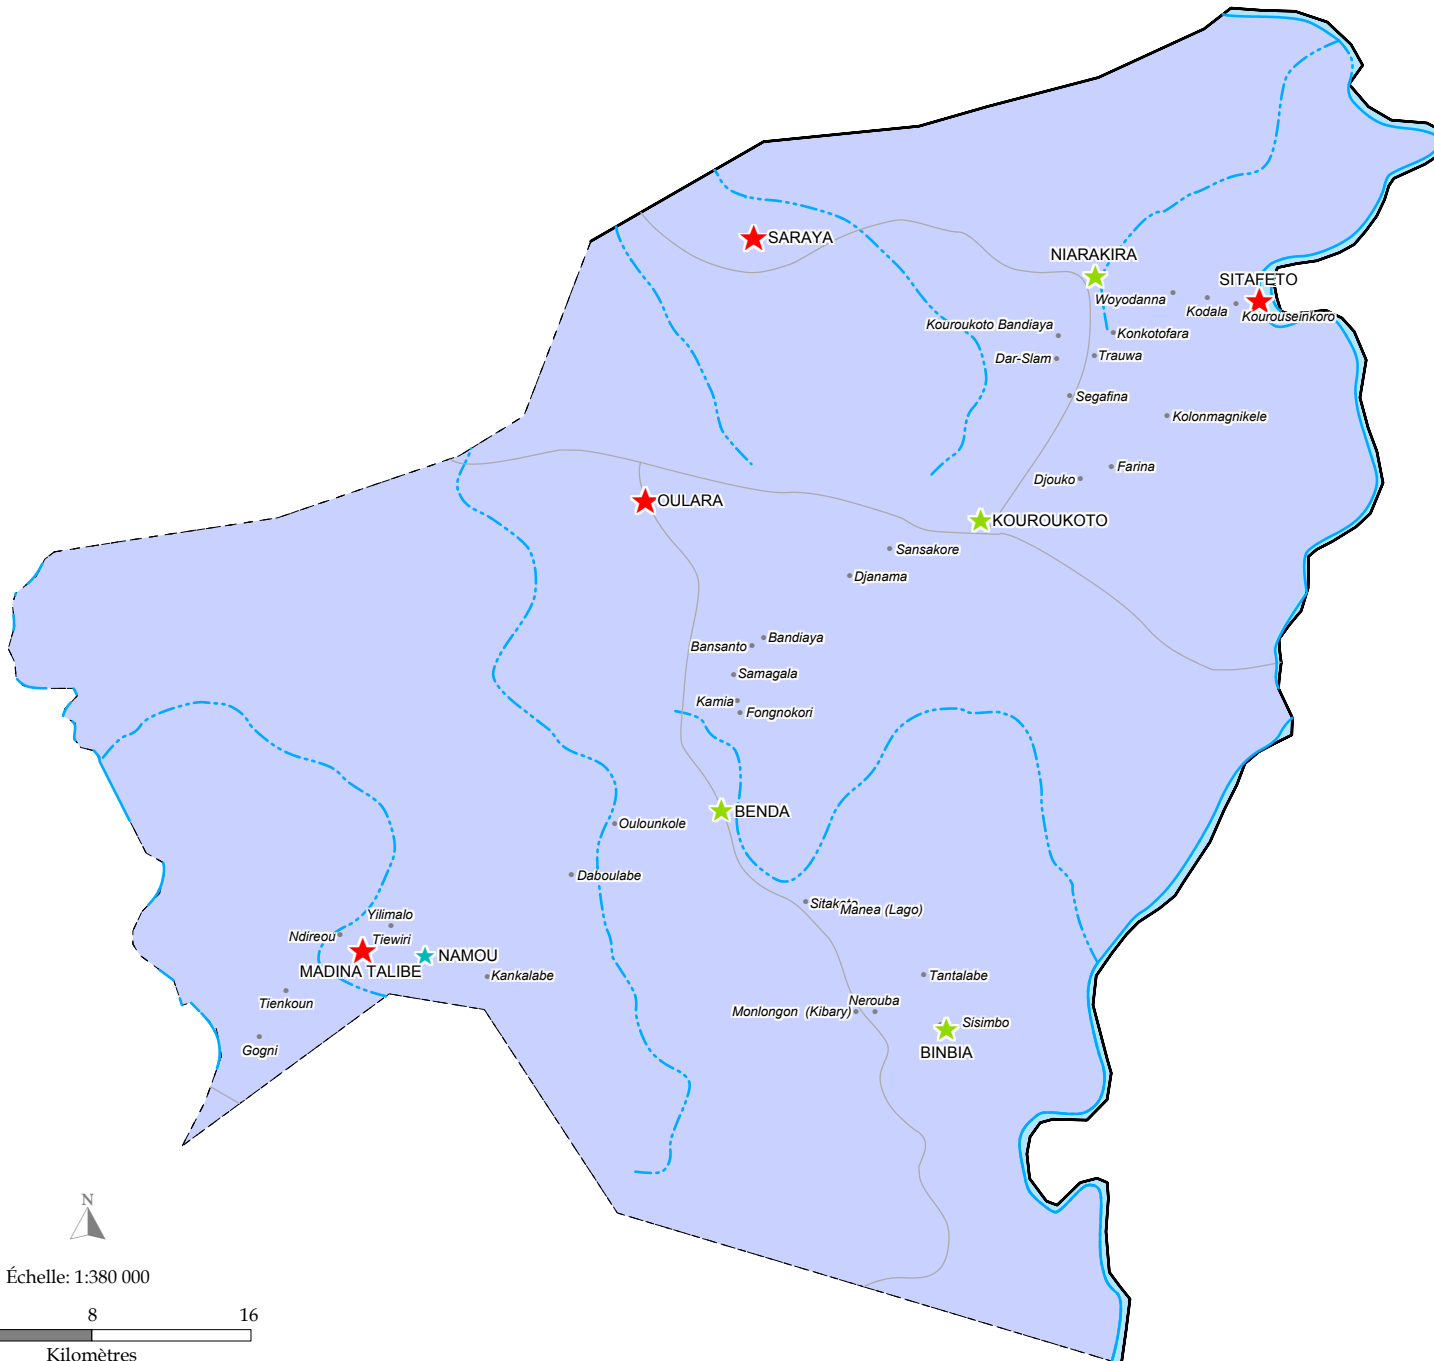 SARAYA
NIARAKIRA
SITAFETO
Woyodanna
Kodala
Kourouseinkoro
Kouroukoto Bandiaya
Konkotofara
Dar-Slam
Trauwa
Segafina
Kolonmagnikele
Farina
Djouko
OULARA
KOUROUKOTO
Sansakore
Djanama
Bandiaya
Bansanto
Samagala
Kamia
Fongnokori
BENDA
Oulounkole
Daboulabe
Sitakoto
Manea (Lago)
Yilimalo
Ndireou
Tiewiri
MADINA TALIBE
NAMOU
Kankalabe
Tantalabe
Tienkoun
Nerouba
Monlongon (Kibary)
Sisimbo
BINBIA
Gogni
N
Échelle: 1:380 000
8 16
Kilomètres